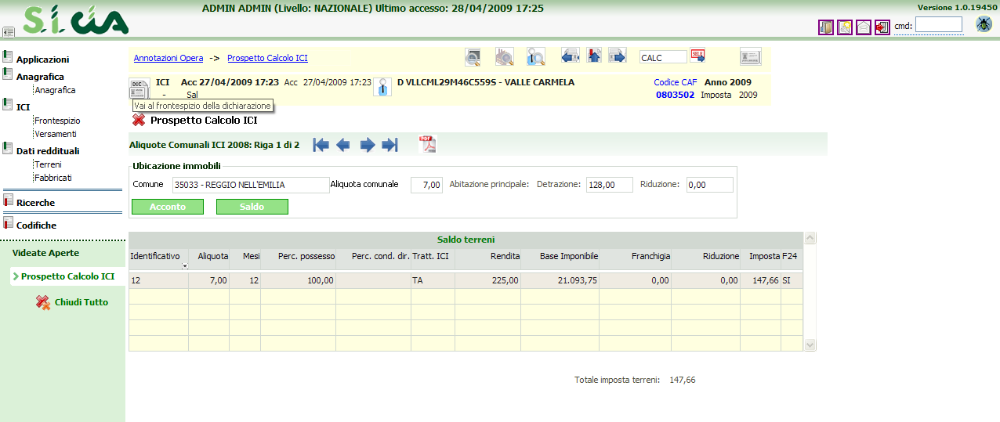 S.i. CIA
ADMIN ADMIN (Livello: NAZIONALE) Ultimo accesso: 28/04/2009 17:25
Versione 1.0.19450
cmd:
Applicazioni
Anagrafica
Anagrafica
ICI
Frontespizio
Versamenti
Dati reddituali
Terreni
Fabbricati
Ricerche
Codifiche
Videate Aperte
Prospetto Calcolo ICI
Chiudi Tutto
Annotazioni Opera -> Prospetto Calcolo ICI
CALC
SELE
DIC
ICI Acc 27/04/2009 17:23 Acc 27/04/2009 17:23 D VLLCML29M46C559S - VALLE CARMELA Codice CAF Anno 2009
- Sal 0803502 Imposta 2009
Vai al frontespizio della dichiarazione
Prospetto Calcolo ICI
Aliquote Comunali ICI 2008: Riga 1 di 2
PDF
Ubicazione immobili
Comune 35033 - REGGIO NELL'EMILIA Aliquota comunale 7,00 Abitazione principale: Detrazione: 128,00 Riduzione: 0,00
Acconto Saldo
Saldo terreni
Identificativo Aliquota Mesi Perc. possesso Perc. cond. dir. Tratt. ICI Rendita Base Imponibile Franchigia Riduzione Imposta F24
12 7,00 12 100,00 TA 225,00 21.093,75 0,00 0,00 147,66 SI
Totale imposta terreni: 147,66